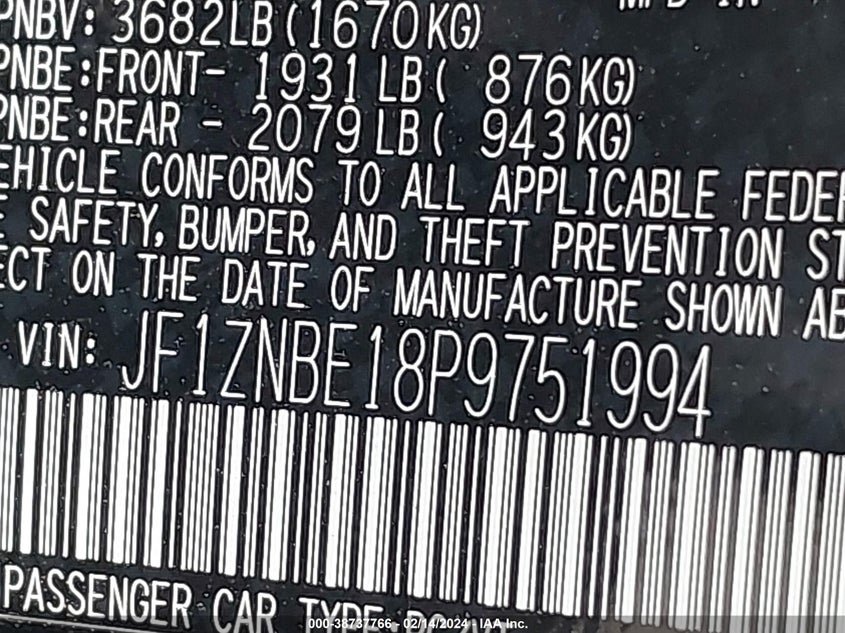 PNBV: 3682LB(1670KG)
PNBE:FRONT- 1931 LB( 876KG)
PNBE:REAR - 2079 LB( 943KG)
EHICLE CONFORMS TO ALL APPLICABLE FEDER
E SAFETY, BUMPER, AND THEFT PREVENTION ST
ECT ON THE DATE OF MANUFACTURE SHOWN AB
VIN: JF1ZNBE18P9751994
PASSENGER CAR TYPE
000-38737766 - 02/14/2024 - IAA Inc.